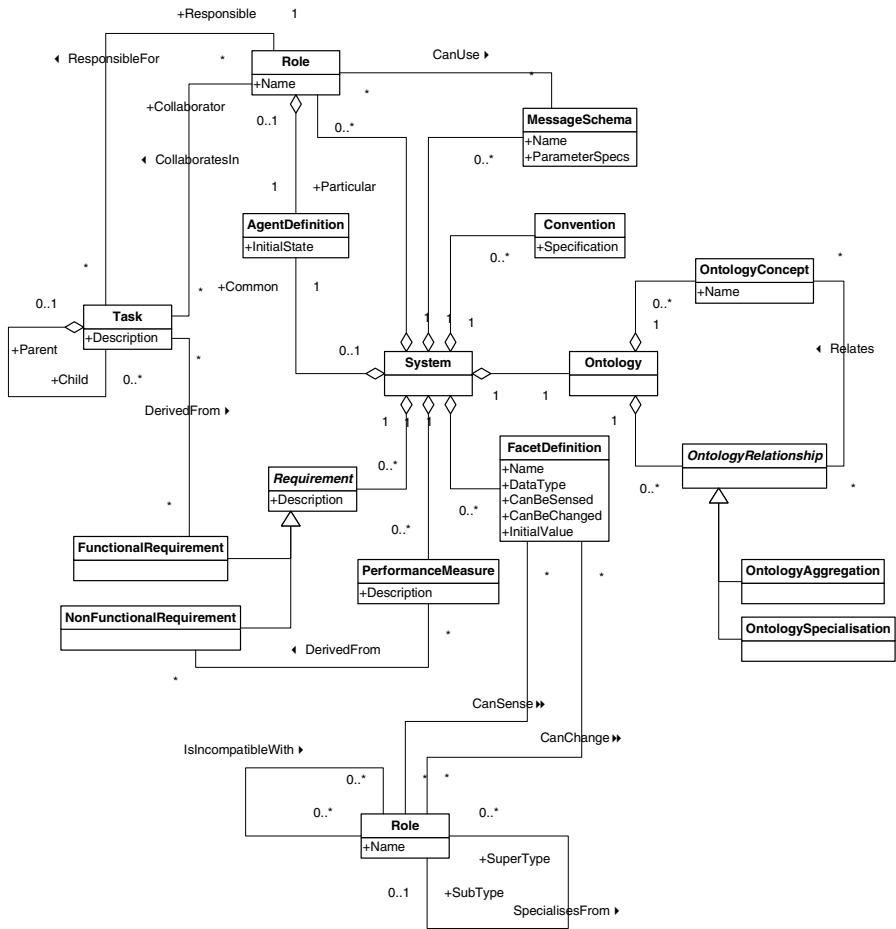 +Responsible 1
◂ ResponsibleFor
*
Role
+Name
CanUse ▸
*
*
+Collaborator
0..1
0..*
MessageSchema
+Name
+ParameterSpecs
◂ CollaboratesIn
0..*
1
+Particular
AgentDefinition
+InitialState
Convention
+Specification
0..*
*
*
+Common
1
*
OntologyConcept
+Name
0..*
0..1
Task
+Description
+Parent
+Child
0..*
*
1
1
1
1
◂ Relates
0..1
System
Ontology
1
1
DerivedFrom ▸
1
1
1
1
1
FacetDefinition
+Name
+DataType
+CanBeSensed
+CanBeChanged
+InitialValue
OntologyRelationship
0..*
Requirement
+Description
0..*
0..*
*
*
0..*
FunctionalRequirement
PerformanceMeasure
+Description
*
*
OntologyAggregation
NonFunctionalRequirement
OntologySpecialisation
*
◂ DerivedFrom
*
CanSense ▸▸
CanChange ▸▸
IsIncompatibleWith ▸
0..*
*
*
0..*
0..*
Role
+Name
+SuperType
0..1
+SubType
SpecialisesFrom ▸